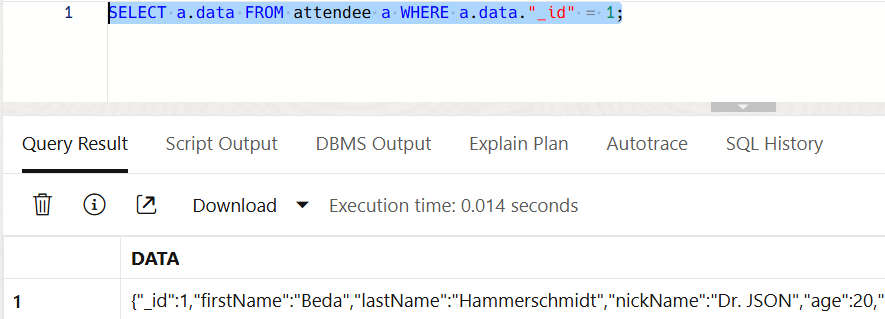 1 SELECT a.data FROM attendee a WHERE a.data."_id" = 1;
Query Result Script Output DBMS Output Explain Plan Autotrace SQL History
Download Execution time: 0.014 seconds
DATA
1 {"_id":1,"firstName":"Beda","lastName":"Hammerschmidt","nickName":"Dr. JSON","age":20,"